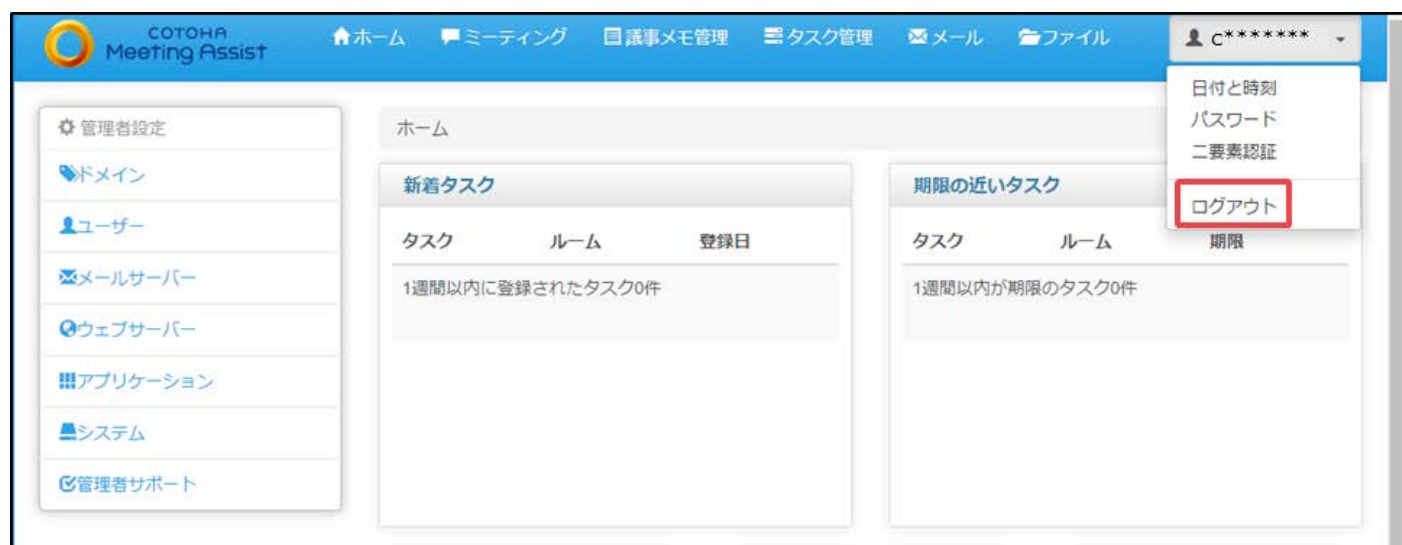 COTOHA
Meeting Assist
ホーム ミーティング 議事メモ管理 タスク管理 メール ファイル c*******
日付と時刻
パスワード
二要素認証
ログアウト
管理者設定
ドメイン
ユーザー
メールサーバー
ウェブサーバー
アプリケーション
システム
管理者サポート
ホーム
新着タスク
タスク ルーム 登録日
1週間以内に登録されたタスク0件
期限の近いタスク
タスク ルーム 期限
1週間以内が期限のタスク0件